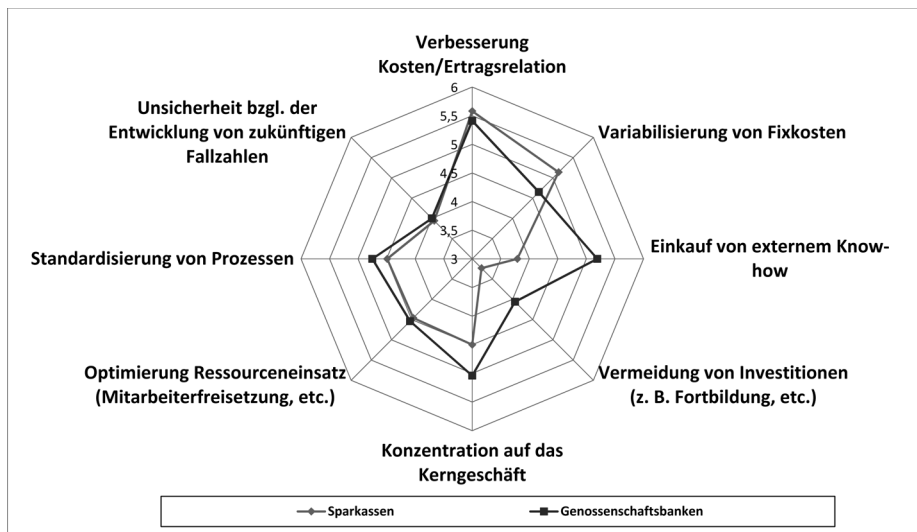 Verbesserung
Kosten/Ertragsrelation
6
5,5
5
4,5
4
3,5
3
Unsicherheit bzgl. der
Entwicklung von zukünftigen
Fallzahlen
Variabilisierung von Fixkosten
Standardisierung von Prozessen
Einkauf von externem Know-
how
Optimierung Ressourceneinsatz
(Mitarbeiterfreisetzung, etc.)
Vermeidung von Investitionen
(z. B. Fortbildung, etc.)
Konzentration auf das
Kerngeschäft
Sparkassen
Genossenschaftsbanken